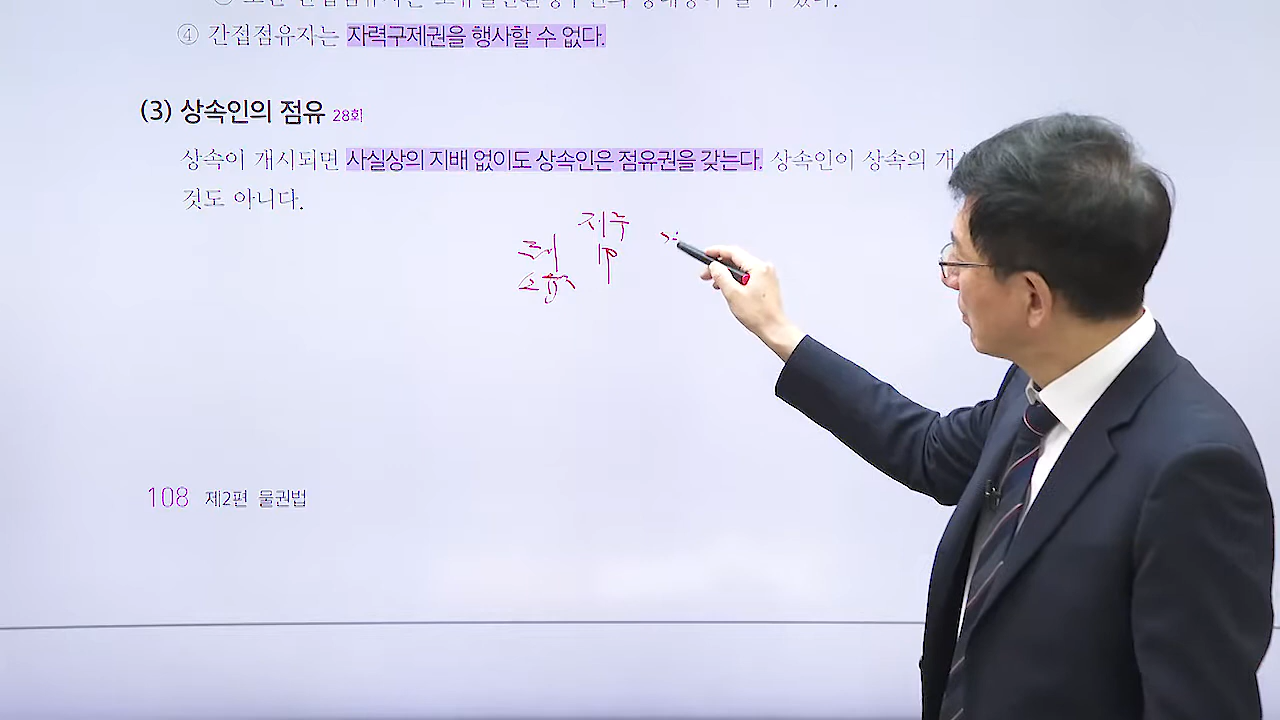 ④ 간접점유자는 자력구제권을 행사할 수 없다.
(3) 상속인의 점유 28회
상속이 개시되면 사실상의 지배 없이도 상속인은 점유권을 갖는다. 상속인이 상속의
것도 아니다.
제주
108 제2편 물권법